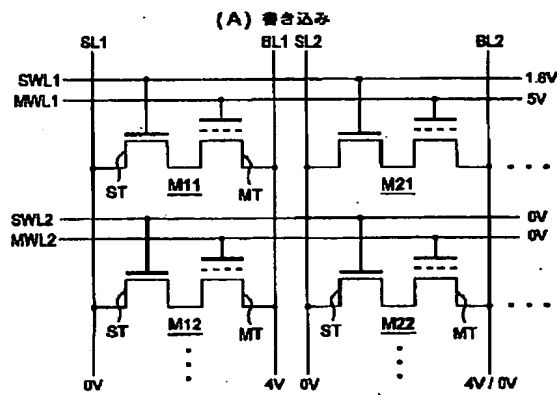 (A) 書き込み
SL1 BL1 SL2 BL2
SWL1 1.8V
MWL1 5V
ST M11 MT M21
SWL2 0V
MWL2 0V
ST M12 MT ST M22 MT
0V 4V 0V 4V / 0V